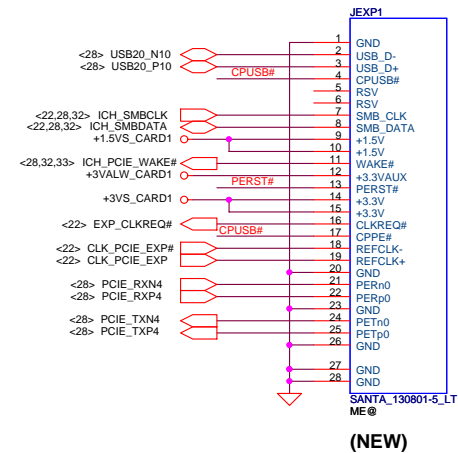 JEXP1
1 GND
<28> USB20_N10 2 USB_D-
<28> USB20_P10 3 USB_D+
CPUSB# 4 CPUSB#
5 RSV
6 RSV
<22,28,32> ICH_SMBCLK 7 SMB_CLK
<22,28,32> ICH_SMBDATA 8 SMB_DATA
+1.5VS_CARD1 9 +1.5V
10 +1.5V
<28,32,33> ICH_PCIE_WAKE# 11 WAKE#
+3VALW_CARD1 12 +3.3VAUX
PERST# 13 PERST#
+3VS_CARD1 14 +3.3V
15 +3.3V
<22> EXP_CLKREQ# 16 CLKREQ#
CPUSB# 17 CPPE#
<22> CLK_PCIE_EXP# 18 REFCLK-
<22> CLK_PCIE_EXP 19 REFCLK+
20 GND
<28> PCIE_RXN4 21 PERn0
<28> PCIE_RXP4 22 PERp0
23 GND
<28> PCIE_TXN4 24 PETn0
<28> PCIE_TXP4 25 PETp0
26 GND
27 GND
28 GND
SANTA_130801-5_LT
ME@
(NEW)